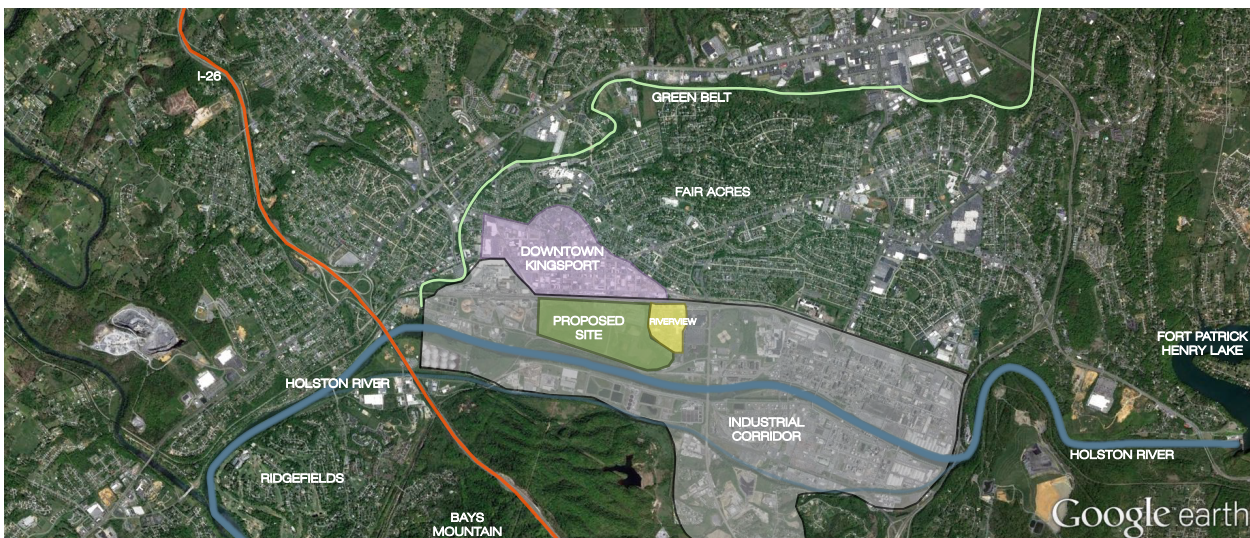 I-26
GREEN BELT
FAIR ACRES
DOWNTOWN
KINGSPORT
PROPOSED
SITE
RIVERVIEW
FORT PATRICK
HENRY LAKE
HOLSTON RIVER
INDUSTRIAL
CORRIDOR
HOLSTON RIVER
RIDGEFIELDS
BAYS
MOUNTAIN
Google earth